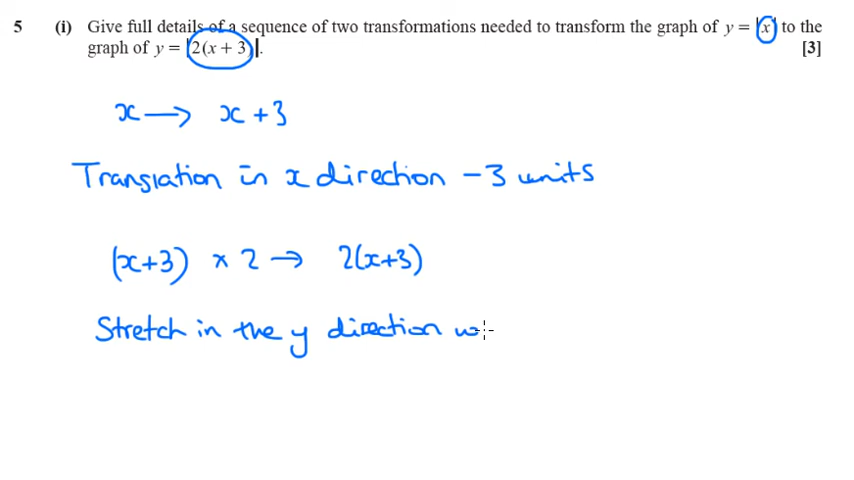 5 (i) Give full details of a sequence of two transformations needed to transform the graph of y = |x| to the
graph of y = |2(x + 3)|. [3]
x → x + 3
Translation in x direction - 3 units
(x+3) × 2 → 2(x+3)
Stretch in the y direction